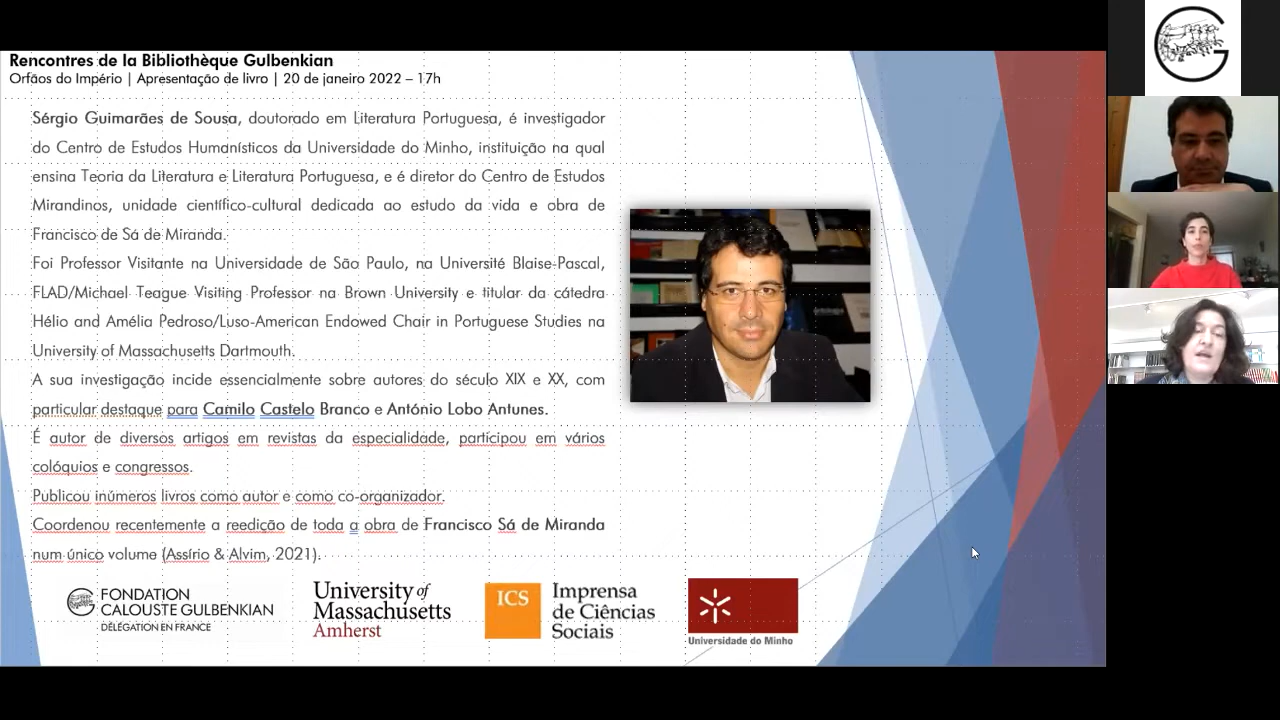 Rencontres de la Bibliothèque Gulbenkian
Orfãos do Império | Apresentação de livro | 20 de janeiro 2022 – 17h
Sérgio Guimarães de Sousa, doutorado em Literatura Portuguesa, é investigador
do Centro de Estudos Humanísticos da Universidade do Minho, instituição na qual
ensina Teoria da Literatura e Literatura Portuguesa, e é diretor do Centro de Estudos
Mirandinos, unidade científico-cultural dedicada ao estudo da vida e obra de
Francisco de Sá de Miranda.
Foi Professor Visitante na Universidade de São Paulo, na Université Blaise-Pascal,
FLAD/Michael Teague Visiting Professor na Brown University e titular da cátedra
Hélio and Amélia Pedroso/Luso-American Endowed Chair in Portuguese Studies na
University of Massachusetts Dartmouth.
A sua investigação incide essencialmente sobre autores do século XIX e XX, com
particular destaque para Camilo Castelo Branco e António Lobo Antunes.
É autor de diversos artigos em revistas da especialidade, participou em vários
colóquios e congressos.
Publicou inúmeros livros como autor e como co-organizador.
Coordenou recentemente a reedição de toda a obra de Francisco Sá de Miranda
num único volume (Assírio & Alvim, 2021).
FONDATION
CALOUSTE GULBENKIAN
DÉLÉGATION EN FRANCE
University of
Massachusetts
Amherst
ICS
Imprensa
de Ciências
Sociais
Universidade do Minho